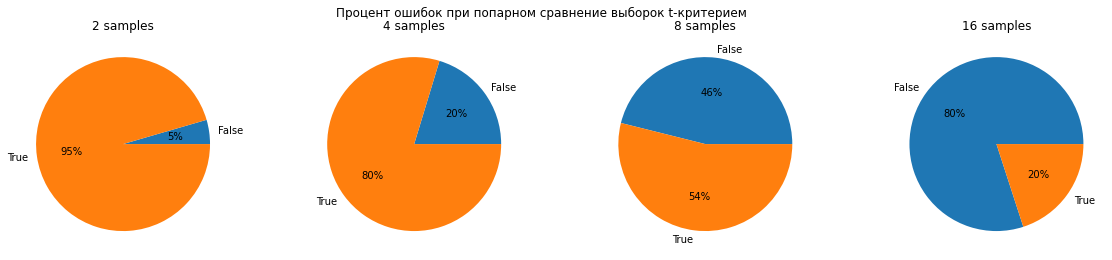 Процент ошибок при попарном сравнение выборок t-критерием
2 samples
False
5%
95%
True
4 samples
False
20%
80%
True
8 samples
False
46%
54%
True
16 samples
False
80%
20%
True